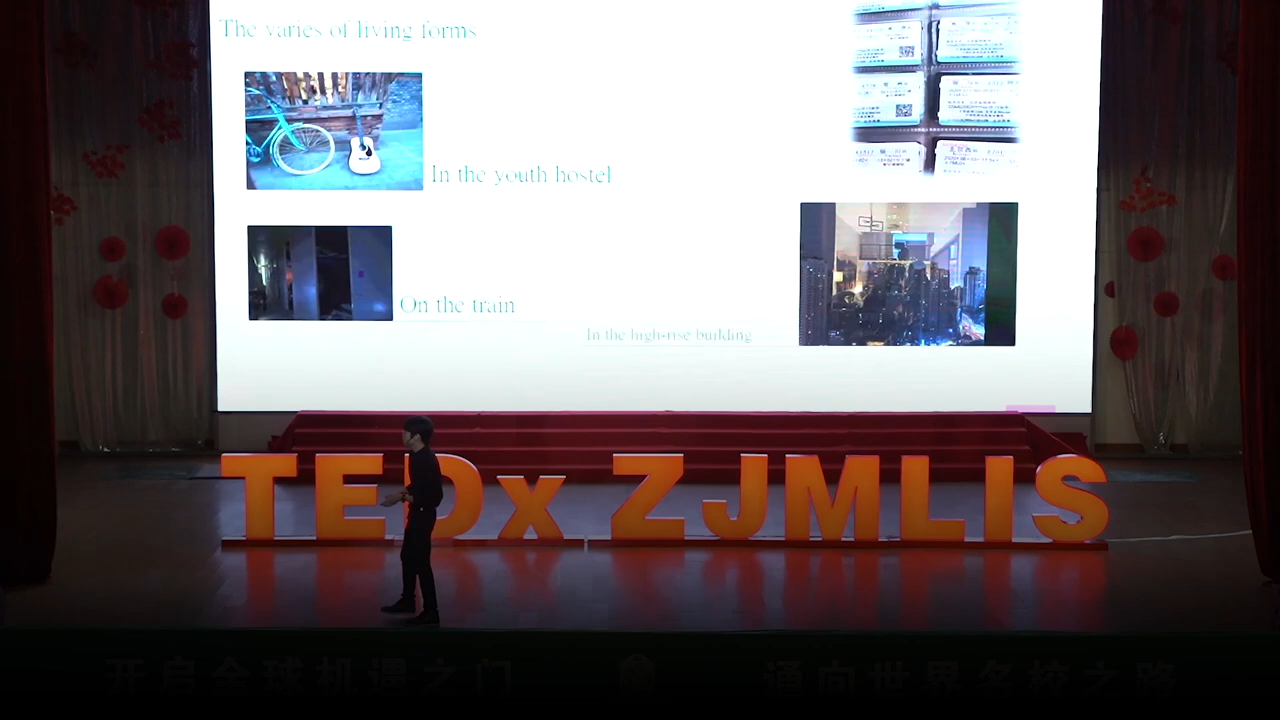 The varies of living forms
In the youth hostel
On the train
In the high-rise building
TEDx ZJMLIS
开启全球机遇之门
通向世界名校之路